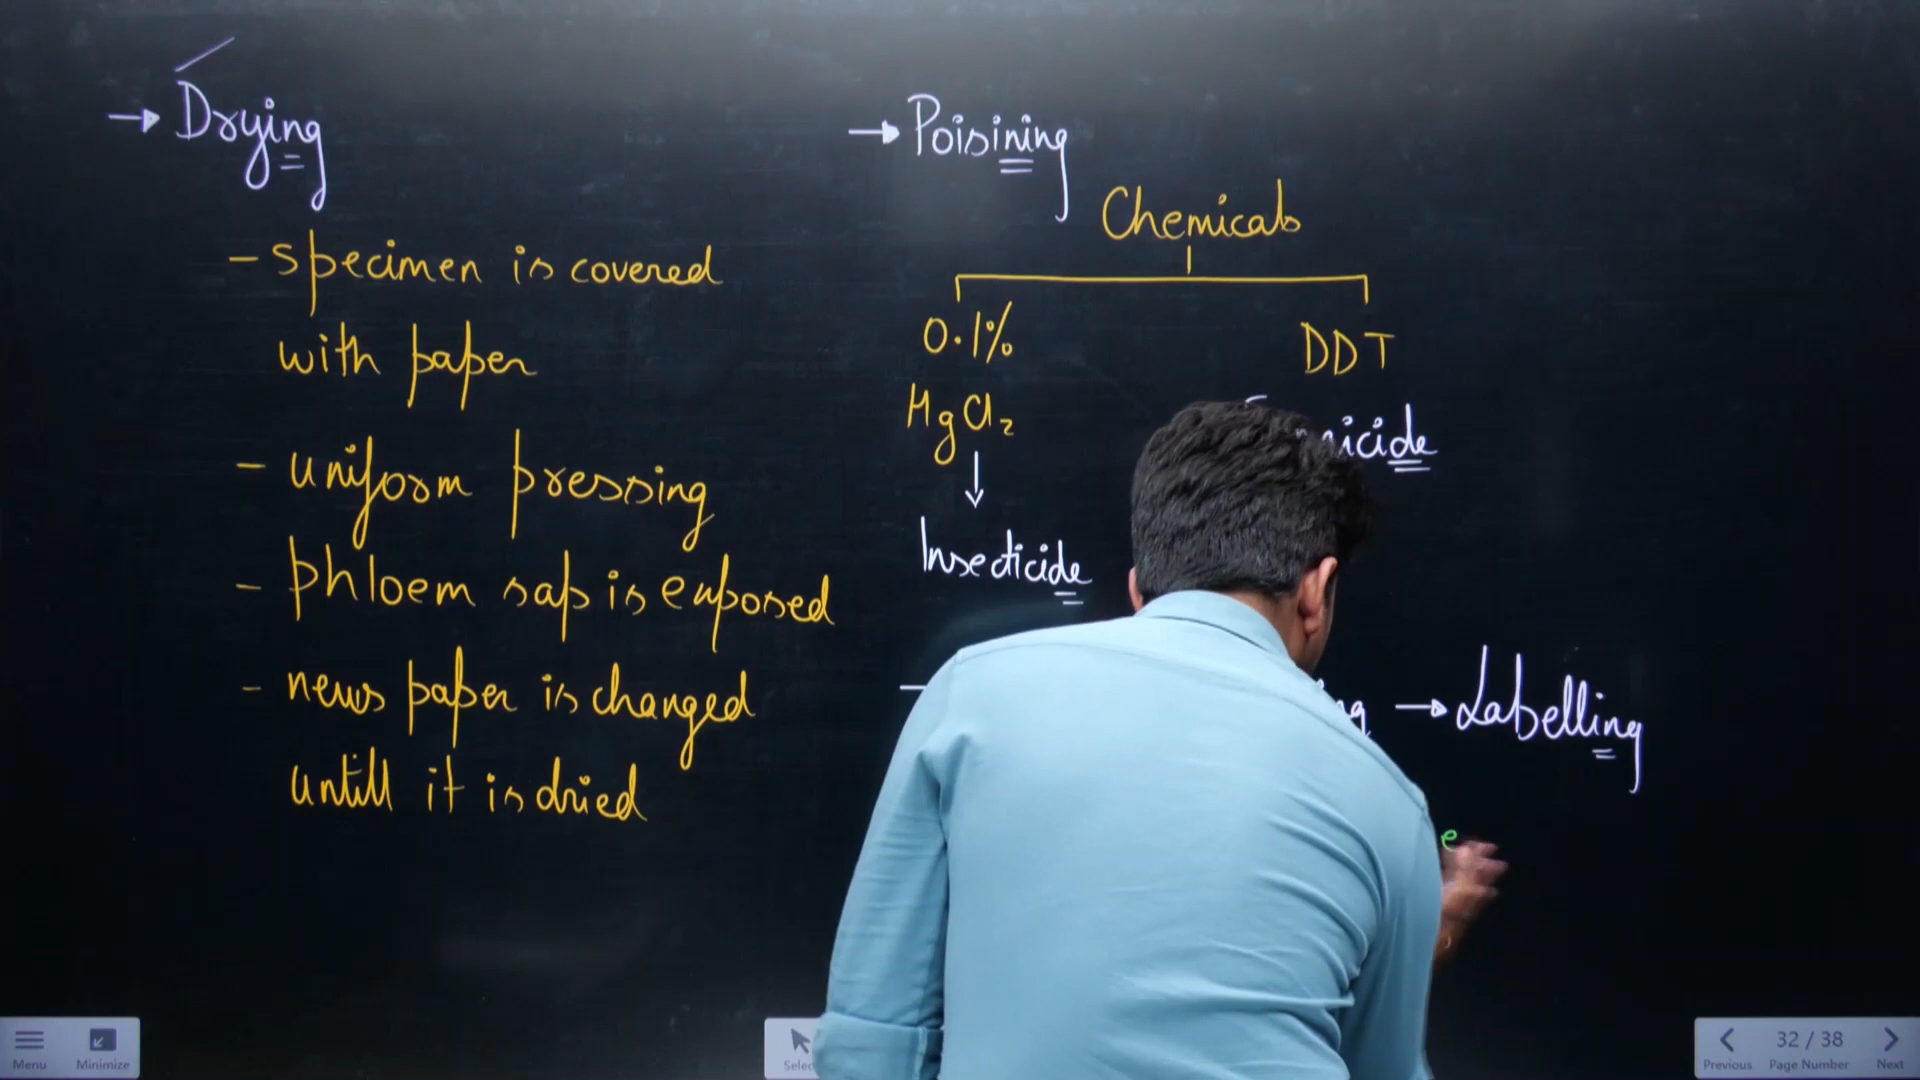 → Drying
- specimen is covered
with paper
- uniform pressing
- phloem sap is exposed
- news paper is changed
untill it is dried
→ Poisining
Chemicals
0.1%
HgCl₂
↓
Insecticide
DDT
→ Labelling
e
Menu
Minimize
Previous
32 / 38
Page Number
Next